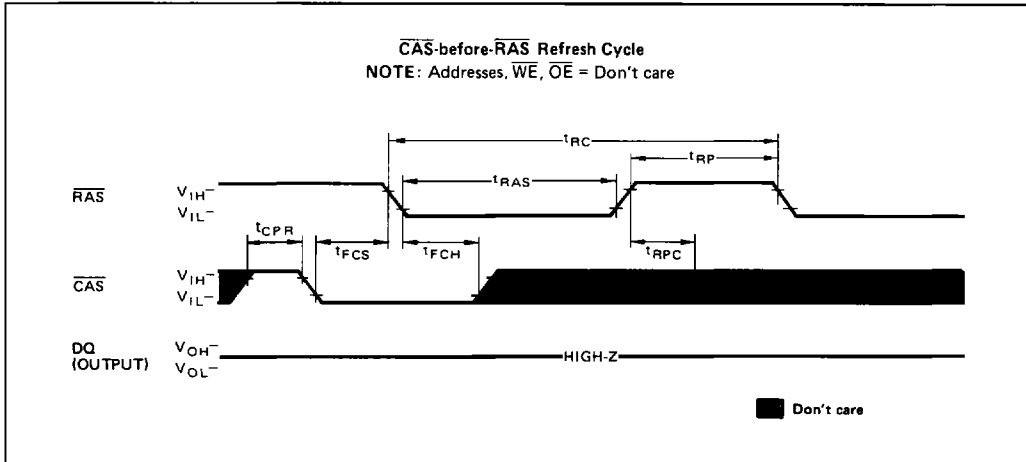 CAS-before-RAS Refresh Cycle
NOTE: Addresses, WE, OE = Don't care
tRC
tRP
RAS
VIH–
VIL–
tRAS
tCPR
tFCS
tFCH
tRPC
CAS
VIH–
VIL–
DQ
(OUTPUT)
VOH–
VOL–
HIGH-Z
Don't care